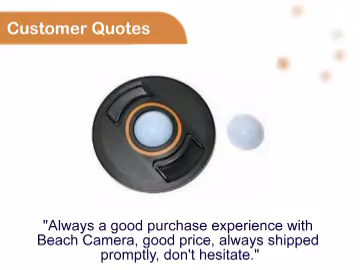 Customer Quotes
"Always a good purchase experience with
Beach Camera, good price, always shipped
promptly, don't hesitate."